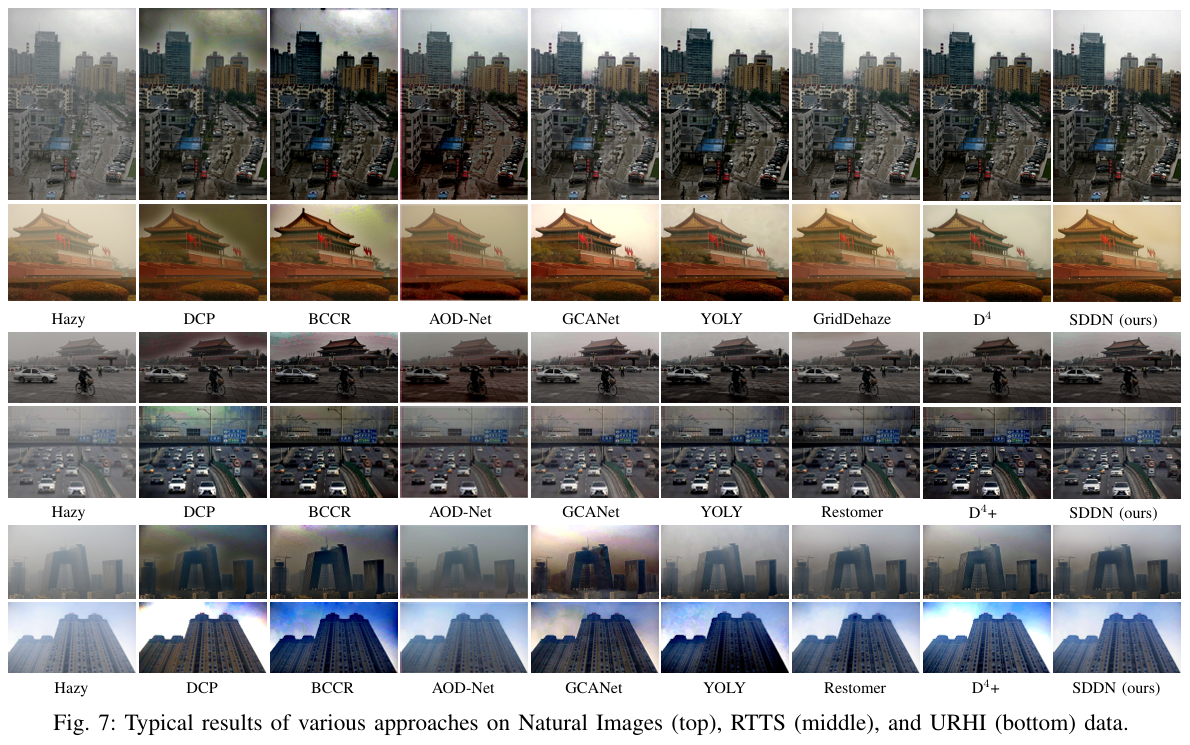 Hazy DCP BCCR AOD-Net GCANet YOLY GridDehaze D⁴ SDDN (ours)
Hazy DCP BCCR AOD-Net GCANet YOLY Restomer D⁴+ SDDN (ours)
Hazy DCP BCCR AOD-Net GCANet YOLY Restomer D⁴+ SDDN (ours)
Fig. 7: Typical results of various approaches on Natural Images (top), RTTS (middle), and URHI (bottom) data.